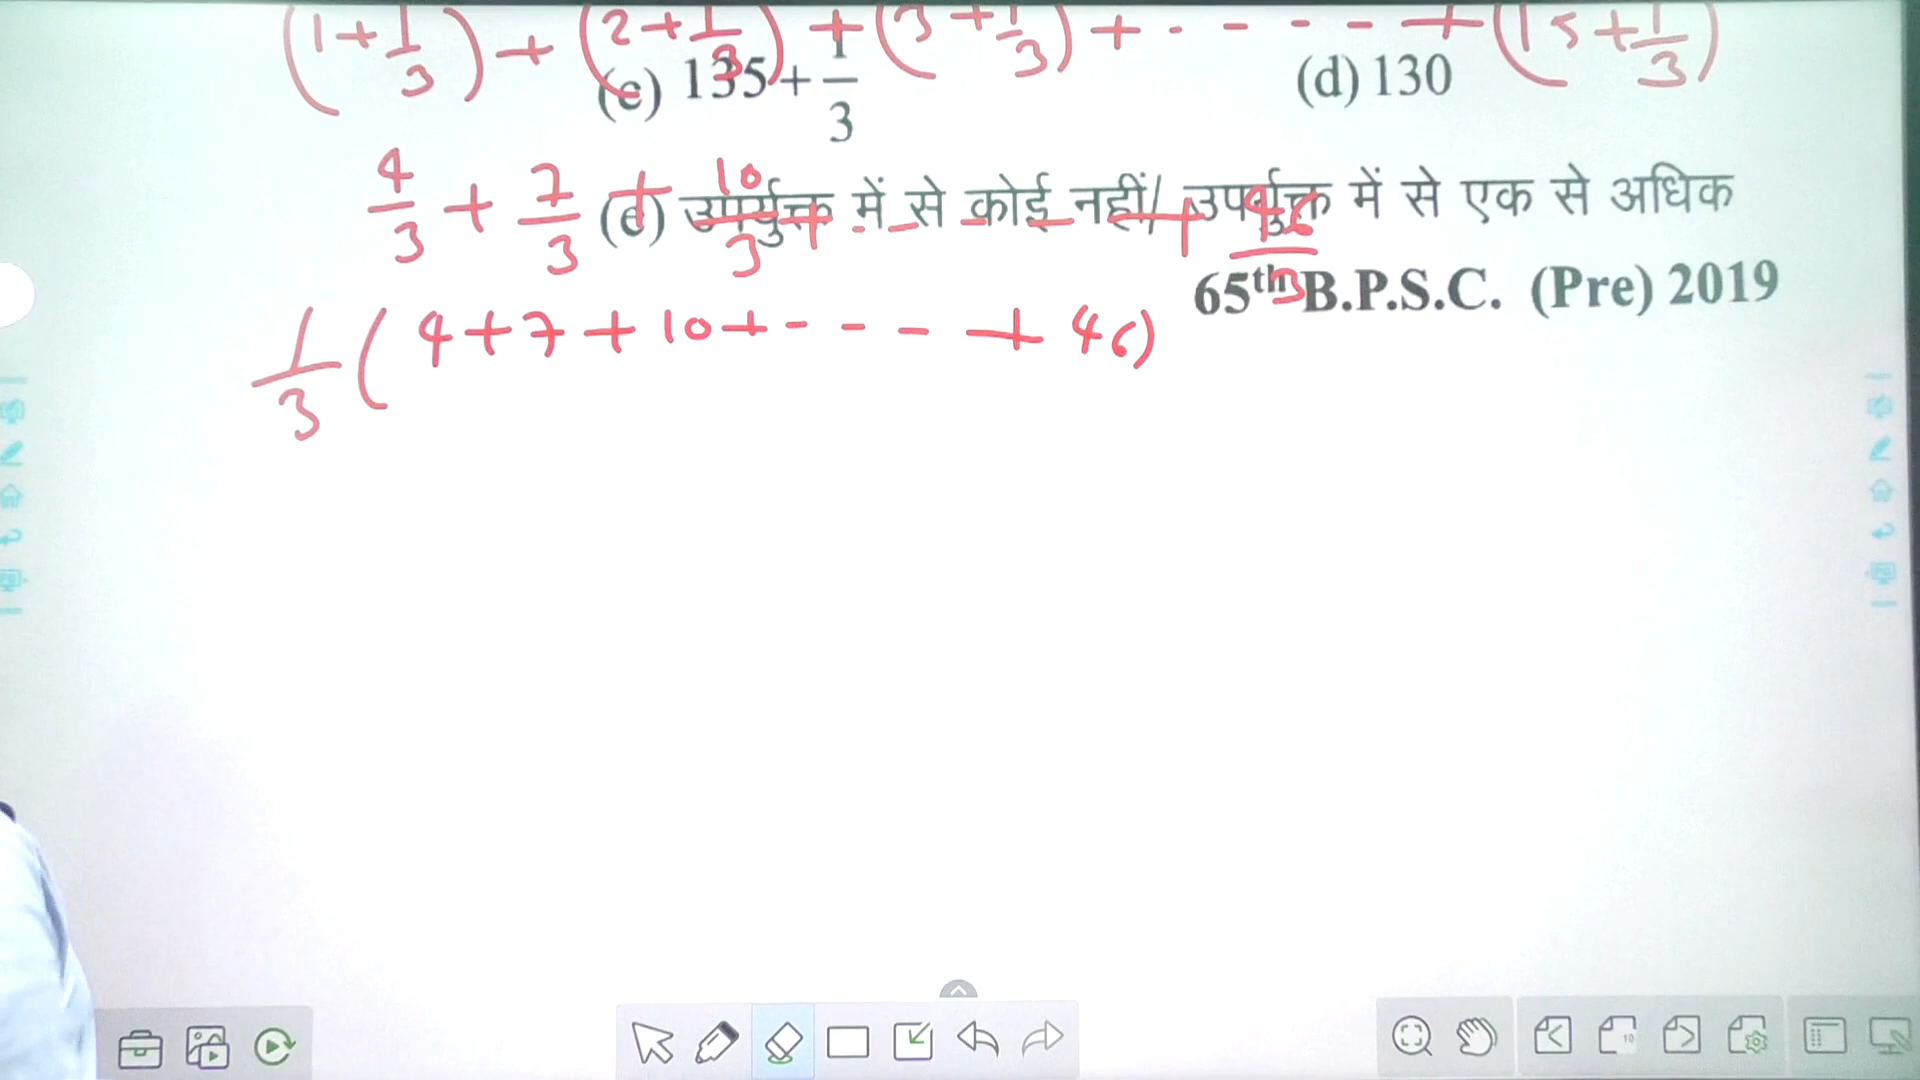 (1+1/3) + (2+1/3) + (3+1/3) + - - - - + (15+1/3)
(c) 135+1/3 (d) 130
4/3 + 7/3 + 10/3 + - - - - + 46/3
(e) उपर्युक्त में से कोई नहीं/ उपर्युक्त में से एक से अधिक
65th B.P.S.C. (Pre) 2019
1/3 ( 4+7+10+ - - - + 46)
10